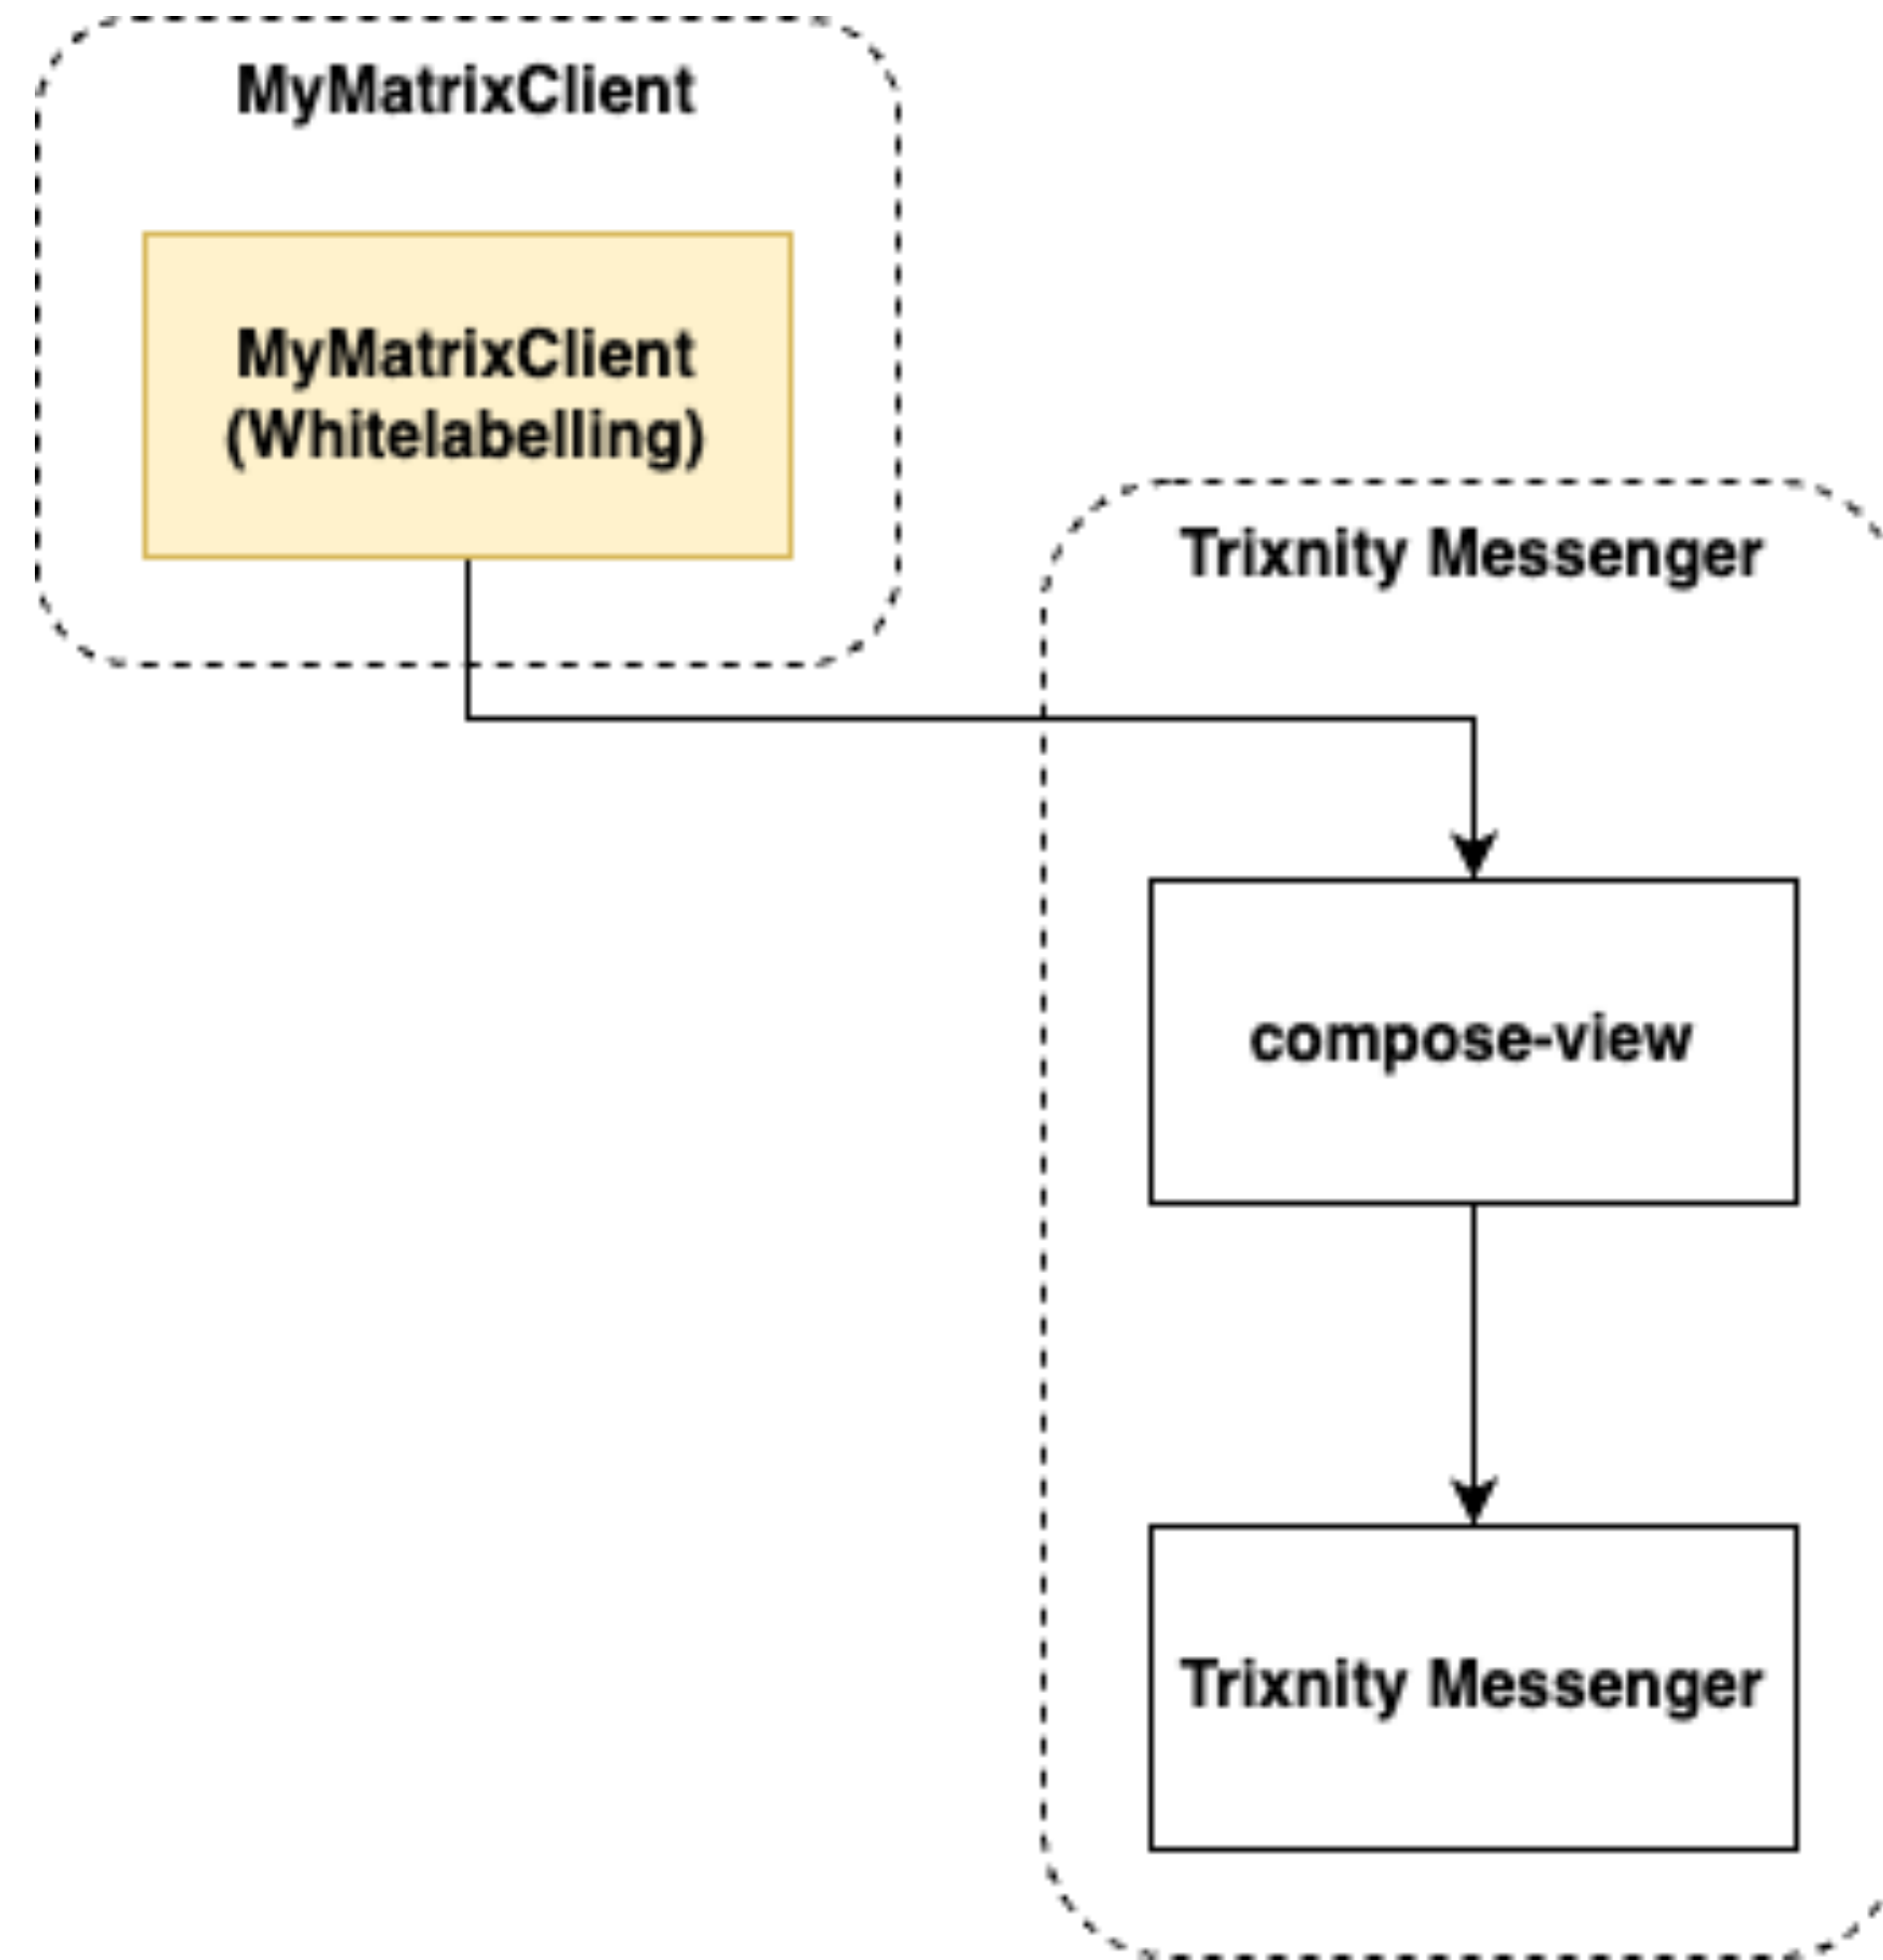 MyMatrixClient
MyMatrixClient
(Whitelabelling)
Trixnity Messenger
compose-view
Trixnity Messenger